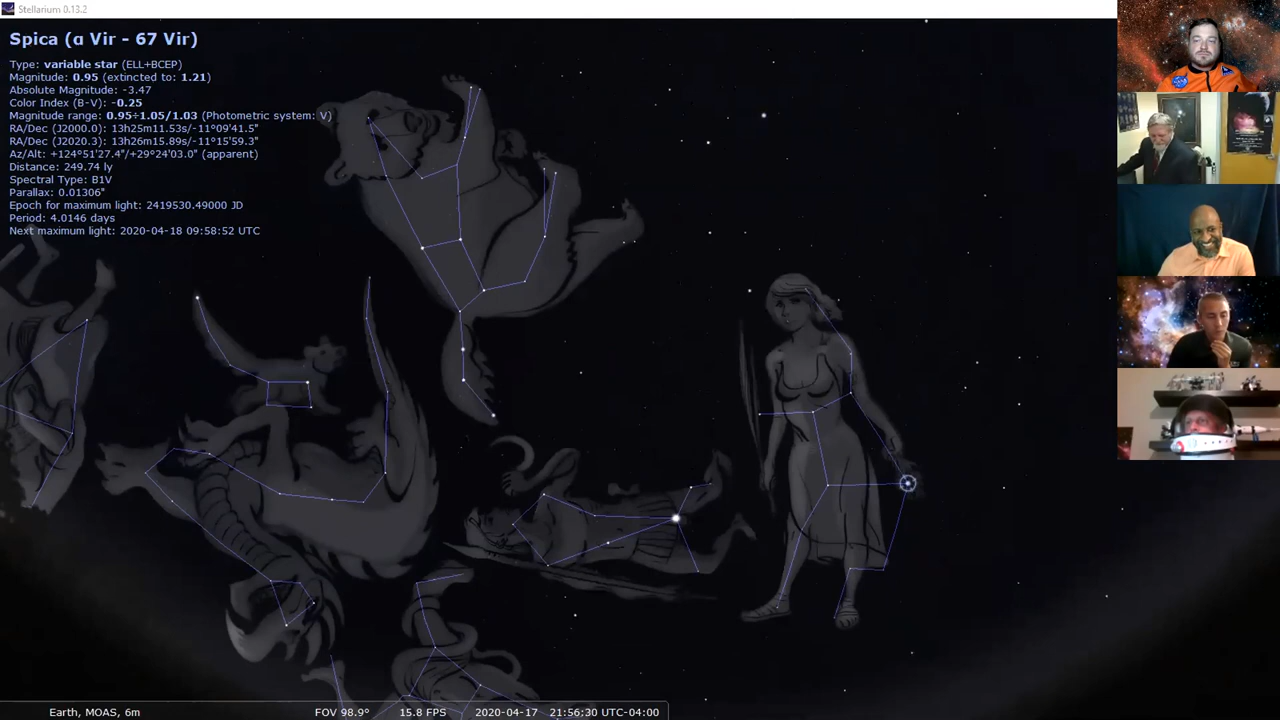 Stellarium 0.13.2
Spica (α Vir - 67 Vir)
Type: variable star (ELL+BCEP)
Magnitude: 0.95 (extincted to: 1.21)
Absolute Magnitude: -3.47
Color Index (B-V): -0.25
Magnitude range: 0.95÷1.05/1.03 (Photometric system: V)
RA/Dec (J2000.0): 13h25m11.53s/-11°09'41.5"
RA/Dec (J2020.3): 13h26m15.89s/-11°15'59.3"
Az/Alt: +124°51'27.4"/+29°24'03.0" (apparent)
Distance: 249.74 ly
Spectral Type: B1V
Parallax: 0.01306"
Epoch for maximum light: 2419530.49000 JD
Period: 4.0146 days
Next maximum light: 2020-04-18 09:58:52 UTC
Earth, MOAS, 6m FOV 98.9° 15.8 FPS 2020-04-17 21:56:30 UTC-04:00